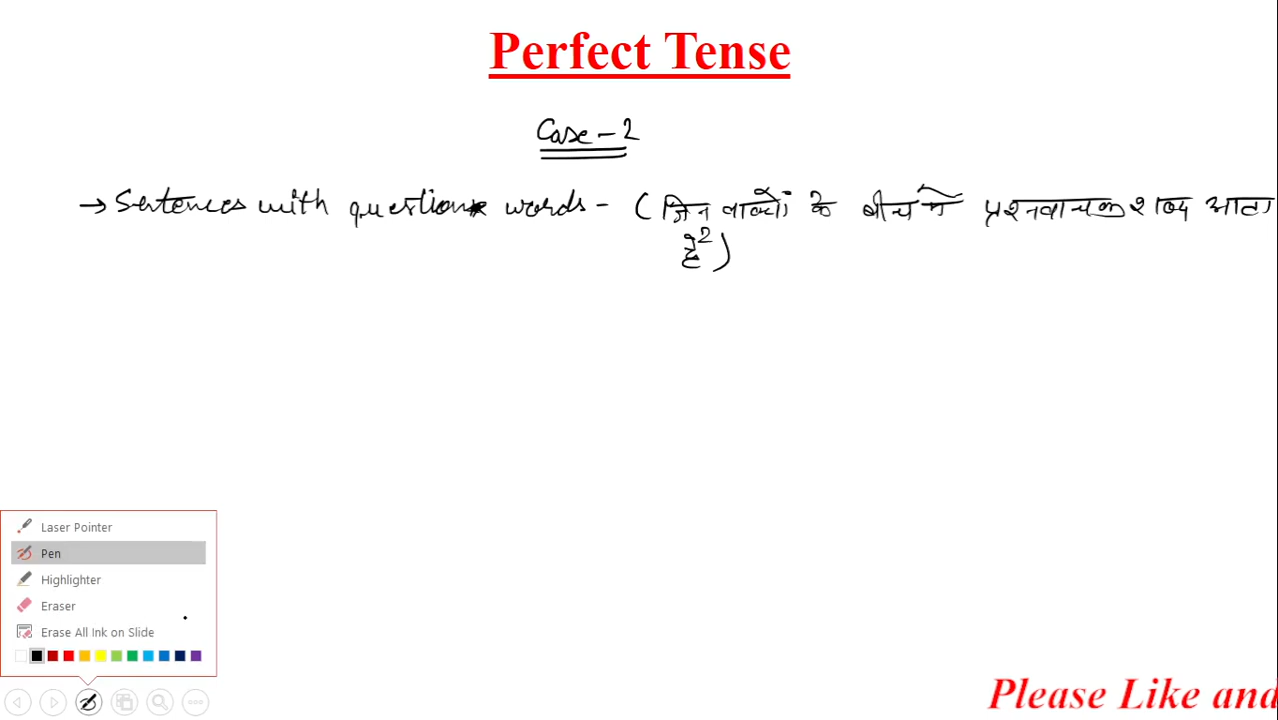 Perfect Tense
Case - 2
→ Sentences with question words - (जिन वाक्यों के बीच में प्रश्नवाचक शब्द आता
है)
Laser Pointer
Pen
Highlighter
Eraser
Erase All Ink on Slide
Please Like and